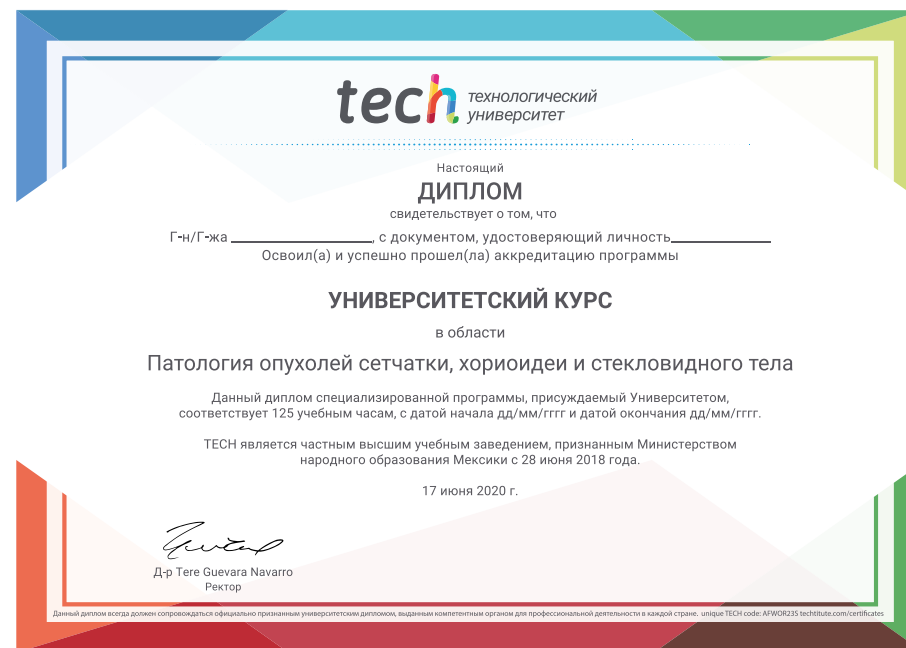 tech технологический
университет
Настоящий
ДИПЛОМ
свидетельствует о том, что
Г-н/Г-жа , с документом, удостоверяющий личность
Освоил(а) и успешно прошел(ла) аккредитацию программы
УНИВЕРСИТЕТСКИЙ КУРС
в области
Патология опухолей сетчатки, хориоидеи и стекловидного тела
Данный диплом специализированной программы, присуждаемый Университетом,
соответствует 125 учебным часам, с датой начала дд/мм/гггг и датой окончания дд/мм/гггг.
TECH является частным высшим учебным заведением, признанным Министерством
народного образования Мексики с 28 июня 2018 года.
17 июня 2020 г.
Д-р Tere Guevara Navarro
Ректор
Данный диплом всегда должен сопровождаться официально признанным университетским дипломом, выданным компетентным органом для профессиональной деятельности в каждой стране. unique TECH code: AFWOR23S techtitute.com/certificates